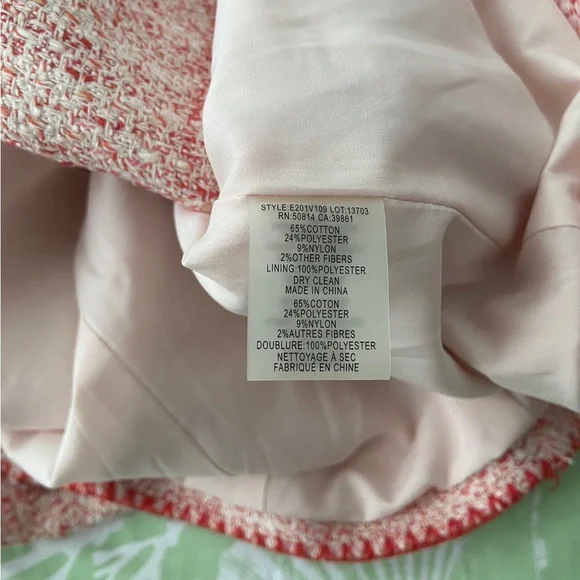 STYLE:E201V109 LOT:13703
RN:50814 CA:39861
65%COTTON
24%POLYESTER
9%NYLON
2%OTHER FIBERS
LINING:100%POLYESTER
DRY CLEAN
MADE IN CHINA
65%COTON
24%POLYESTER
9%NYLON
2%AUTRES FIBRES
DOUBLURE:100%POLYESTER
NETTOYAGE À SEC
FABRIQUÉ EN CHINE